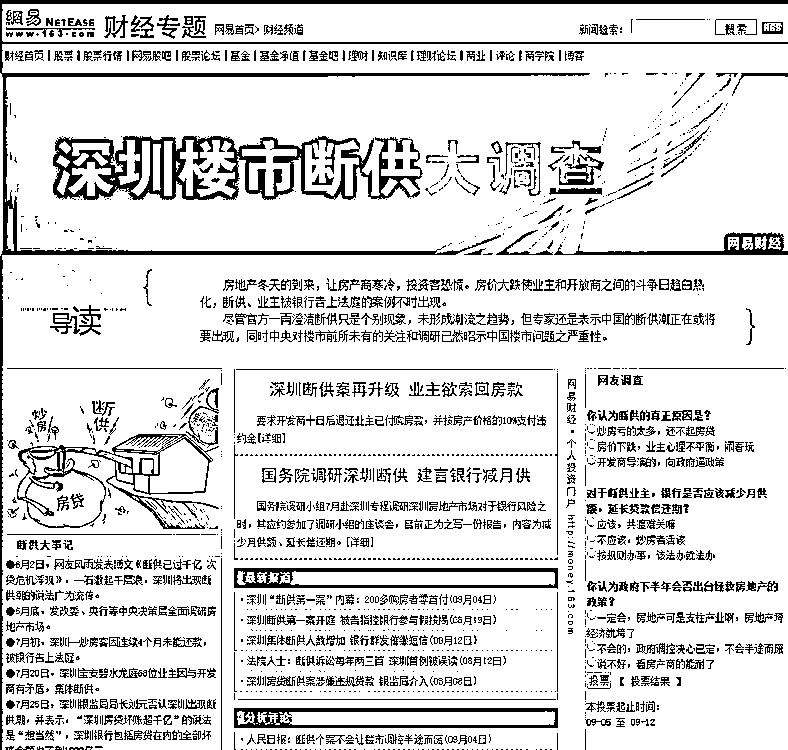 網易 NETEASE
www.163.com
财经专题
网易首页> 财经频道
新闻检索:
搜索
RSS
财经首页 | 股票 | 股票行情 | 网易股吧 | 股票论坛 | 基金 | 基金净值 | 基金吧 | 理财 | 知识库 | 理财论坛 | 商业 | 评论 | 商学院 | 博客
深圳楼市断供大调查
网易财经
导读
房地产冬天的到来,让房产商寒冷,投资客恐慌。房价大跌使业主和开放商之间的斗争日趋白热
化,断供、业主被银行告上法庭的案例不时出现。
尽管官方一再澄清断供只是个别现象,未形成潮流之趋势,但专家还是表示中国的断供潮正在或将
要出现,同时中央对楼市前所未有的关注和调研已然昭示中国楼市问题之严重性。
炒房
断供
房贷
断供大事记
●6月2日,网友风而发表博文《断供已过千亿 次
贷危机浮现》,一石激起千层浪,深圳将出现断
供潮的说法广为流传。
●6月底,发改委、央行等中央决策层全面调研房
地产市场。
●7月初,深圳一炒房客因连续4个月未能还款,
被银行告上法庭。
●7月20日,深圳宝安碧水龙庭68位业主因与开发
商有矛盾,集体断供。
●7月25日,深圳银监局局长刘元否认深圳出现断
供潮,并表示,“深圳房贷坏账超千亿”的说法
是“想当然”,深圳银行包括房贷在内的全部坏
深圳断供案再升级 业主欲索回房款
要求开发商十日后退还业主已付购房款,并按房产价格的10%支付违
约金[详细]
国务院调研深圳断供 建言银行减月供
国务院调研小组7月赴深圳专程调研深圳房地产市场对于银行风险之
时,其应约参加了调研小组的座谈会,目前正为之写一份报告,内容为减
少月供额、延长偿还期。[详细]
最新报道
· 深圳“断供第一案”内幕:200多购房者零首付(09月04日)
· 深圳断供第一案开庭 被告指控银行参与假按揭(08月19日)
· 深圳集体断供人数增加 银行群发催缴短信(08月12日)
· 法院人士:断供诉讼每年两三百 深圳首例被误读(08月12日)
· 深圳房贷断供案涉嫌违规贷款 银监局介入(08月08日)
分析评论
· 人民日报:断供个案不会让楼市调控半途而废(09月04日)
网易财经 · 个人投资门户 http://money.163.com
网友调查
你认为断供的真正原因是?
炒房亏的太多,还不起房贷
房价下跌,业主心理不平衡,闹着玩
开发商导演的,向政府逼政策
对于断供业主,银行是否应该减少月供
额,延长贷款偿还期?
应该,共渡难关嘛
不应该,炒房者活该
按规则办事,该法办就法办
你认为政府下半年会否出台拯救房地产的
政策?
一定会,房地产可是支柱产业啊,房地产垮
经济就垮了
不会的,政府调控决心已定,不会半途而废
说不好,看房产商的能耐了
投票 【 投票结果 】
本投票起止时间:
09-05 至 09-12